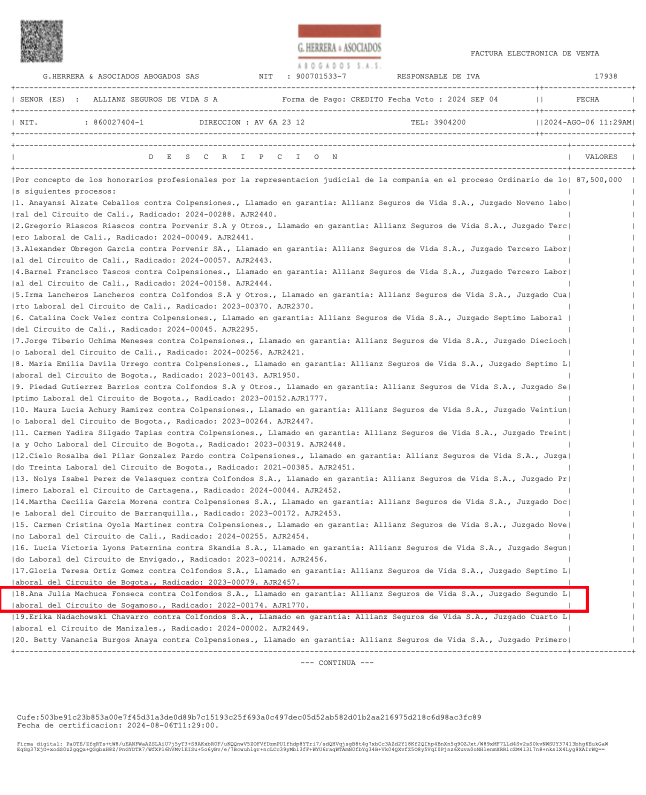 G. HERRERA & ASOCIADOS
ABOGADOS S.A.S.
FACTURA ELECTRONICA DE VENTA
G.HERRERA & ASOCIADOS ABOGADOS SAS NIT : 900701533-7 RESPONSABLE DE IVA 17938
SENOR (ES) : ALLIANZ SEGUROS DE VIDA S A Forma de Pago: CREDITO Fecha Vcto : 2024 SEP 04 || FECHA
NIT. : 860027404-1 DIRECCION : AV 6A 23 12 TEL: 3904200 ||2024-AGO-06 11:29AM|
| D E S C R I P C I O N | VALORES |
|Por concepto de los honorarios profesionales por la representacion judicial de la compania en el proceso Ordinario de lo| 87,500,000 |
|s siguientes procesos: | |
|1. Anayansi Alzate Ceballos contra Colpensiones., Llamado en garantia: Allianz Seguros de Vida S.A., Juzgado Noveno labo|
|ral del Circuito de Cali., Radicado: 2024-00288. AJR2440.
|2.Gregorio Riascos Riascos contra Porvenir S.A y Otros., Llamado en garantia: Allianz Seguros de Vida S.A., Juzgado Terc|
|ero Laboral de Cali., Radicado: 2024-00049. AJR2441.
|3.Alexander Obregon Garcia contra Porvenir SA., Llamado en garantia: Allianz Seguros de Vida S.A., Juzgado Tercero Labor|
|al del Circuito de Cali., Radicado: 2024-00057. AJR2443.
|4.Barnel Francisco Tascos contra Colpensiones., Llamado en garantia: Allianz Seguros de Vida S.A., Juzgado Tercero Labor|
|al del Circuito de Cali., Radicado: 2024-00158. AJR2444.
|5.Irma Lancheros Lancheros contra Colfondos S.A y Otros., Llamado en garantia: Allianz Seguros de Vida S.A., Juzgado Cua|
|rto Laboral del Circuito de Cali., Radicado: 2023-00370. AJR2370.
|6. Catalina Cock Velez contra Colpensiones., Llamado en garantia: Allianz Seguros de Vida S.A., Juzgado Septimo Laboral |
|del Circuito de Cali., Radicado: 2024-00045. AJR2295.
|7.Jorge Tiberio Uchima Meneses contra Colpensiones., Llamado en garantia: Allianz Seguros de Vida S.A., Juzgado Diecioch|
|o Laboral del Circuito de Cali., Radicado: 2024-00256. AJR2421.
|8. Maria Emilia Davila Urrego contra Colpensiones., Llamado en garantia: Allianz Seguros de Vida S.A., Juzgado Septimo L|
|aboral del Circuito de Bogota., Radicado: 2023-00143. AJR1950.
|9. Piedad Gutierrez Barrios contra Colfondos S.A y Otros., Llamado en garantia: Allianz Seguros de Vida S.A., Juzgado Se|
|ptimo Laboral del Circuito de Bogota., Radicado: 2023-00152.AJR1777.
|10. Maura Lucia Achury Ramirez contra Colpensiones., Llamado en garantia: Allianz Seguros de Vida S.A., Juzgado Veintiun|
|o Laboral del Circuito de Bogota., Radicado: 2023-00264. AJR2447.
|11. Carmen Yadira Silgado Tapias contra Colpensiones., Llamado en garantia: Allianz Seguros de Vida S.A., Juzgado Treint|
|a y Ocho Laboral del Circuito de Bogota., Radicado: 2023-00319. AJR2448.
|12.Cielo Rosalba del Pilar Gonzalez Pardo contra Colpensiones., Llamado en garantia: Allianz Seguros de Vida S.A., Juzga|
|do Treinta Laboral del Circuito de Bogota., Radicado: 2021-00385. AJR2451.
|13. Nolys Isabel Perez de Velasquez contra Colfondos S.A., Llamado en garantia: Allianz Seguros de Vida S.A., Juzgado Pr|
|imero Laboral el Circuito de Cartagena., Radicado: 2024-00044. AJR2452.
|14.Martha Cecilia Garcia Morena contra Colpensiones S.A., Llamado en garantia: Allianz Seguros de Vida S.A., Juzgado Doc|
|e Laboral del Circuito de Barranquilla., Radicado: 2023-00172. AJR2453.
|15. Carmen Cristina Oyola Martinez contra Colpensiones., Llamado en garantia: Allianz Seguros de Vida S.A., Juzgado Nove|
|no Laboral del Circuito de Cali., Radicado: 2024-00255. AJR2454.
|16. Lucia Victoria Lyons Paternina contra Skandia S.A., Llamado en garantia: Allianz Seguros de Vida S.A., Juzgado Segun|
|do Laboral del Circuito de Envigado., Radicado: 2023-00214. AJR2456.
|17.Gloria Teresa Ortiz Gomez contra Colfondos S.A., Llamado en garantia: Allianz Seguros de Vida S.A., Juzgado Septimo L|
|aboral del Circuito de Bogota., Radicado: 2023-00079. AJR2457.
|18.Ana Julia Machuca Fonseca contra Colfondos S.A., Llamado en garantia: Allianz Seguros de Vida S.A., Juzgado Segundo L|
|aboral del Circuito de Sogamoso., Radicado: 2022-00174. AJR1770.
|19.Erika Nadachowski Chavarro contra Colfondos S.A., Llamado en garantia: Allianz Seguros de Vida S.A., Juzgado Cuarto L|
|aboral el Circuito de Manizales., Radicado: 2024-00002. AJR2449.
|20. Betty Vanancia Burgos Anaya contra Colpensiones., Llamado en garantia: Allianz Seguros de Vida S.A., Juzgado Primero|
--- CONTINUA ---
Cufe:503be91c23b853a00e7f45d31a3de0d89b7c15193c25f693a0c497dec05d52ab582d01b2aa216975d218c6d98ac3fc89
Fecha de certificacion: 2024-08-06T11:29:00.
Firma digital: